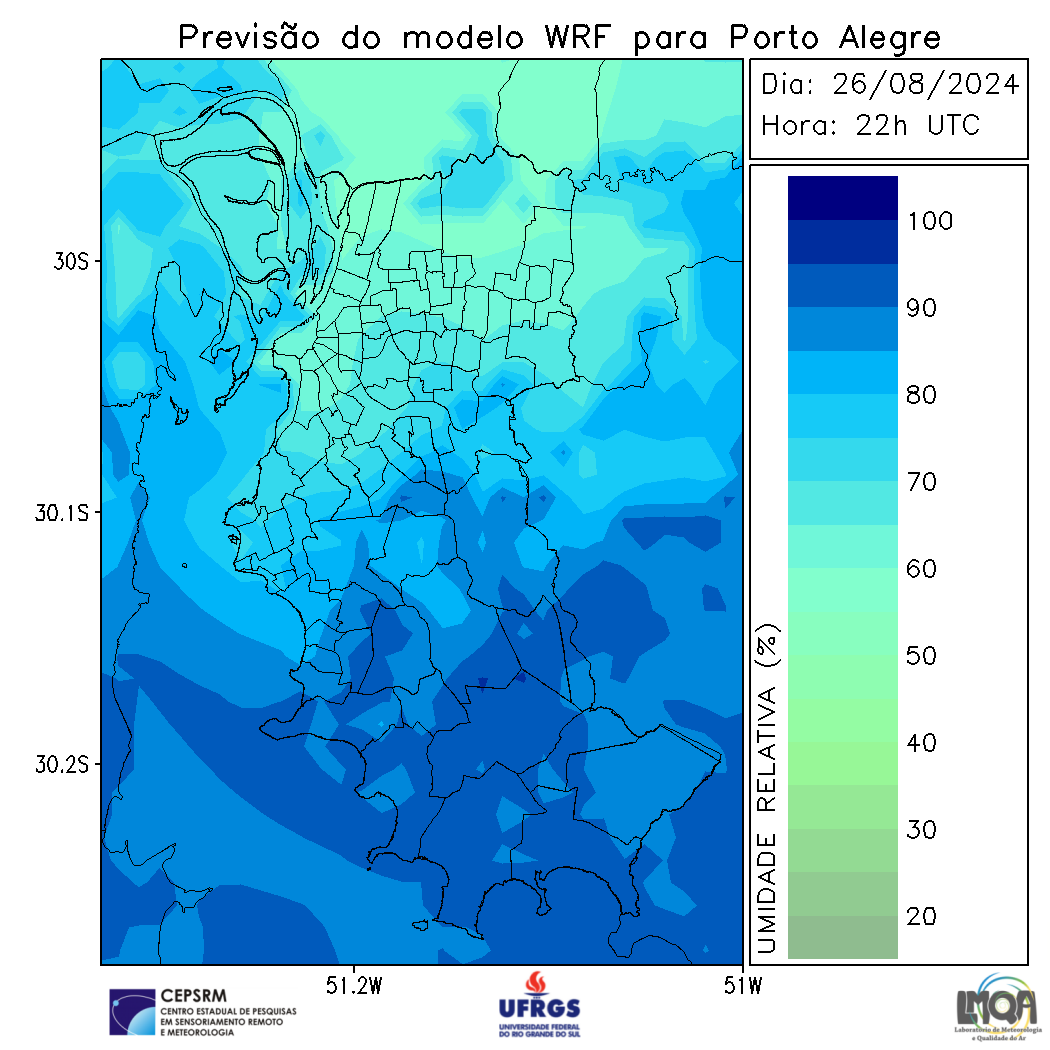 Previsão do modelo WRF para Porto Alegre
Dia: 26/08/2024
Hora: 22h UTC
30S
30.1S
30.2S
51.2W
51W
100
90
80
70
60
50
40
30
20
UMIDADE RELATIVA (%)
CEPSRM
CENTRO ESTADUAL DE PESQUISAS
EM SENSORIAMENTO REMOTO
E METEOROLOGIA
UFRGS
UNIVERSIDADE FEDERAL
DO RIO GRANDE DO SUL
LMQA
Laboratório de Meteorologia
e Qualidade do Ar